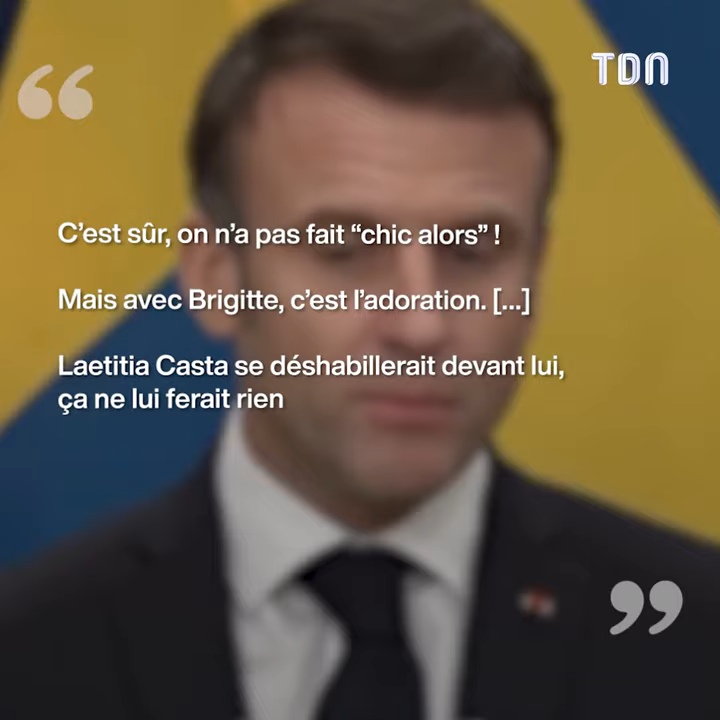 TDN
“
C’est sûr, on n’a pas fait “chic alors” !
Mais avec Brigitte, c’est l’adoration. [...]
Laetitia Casta se déshabillerait devant lui,
ça ne lui ferait rien
”